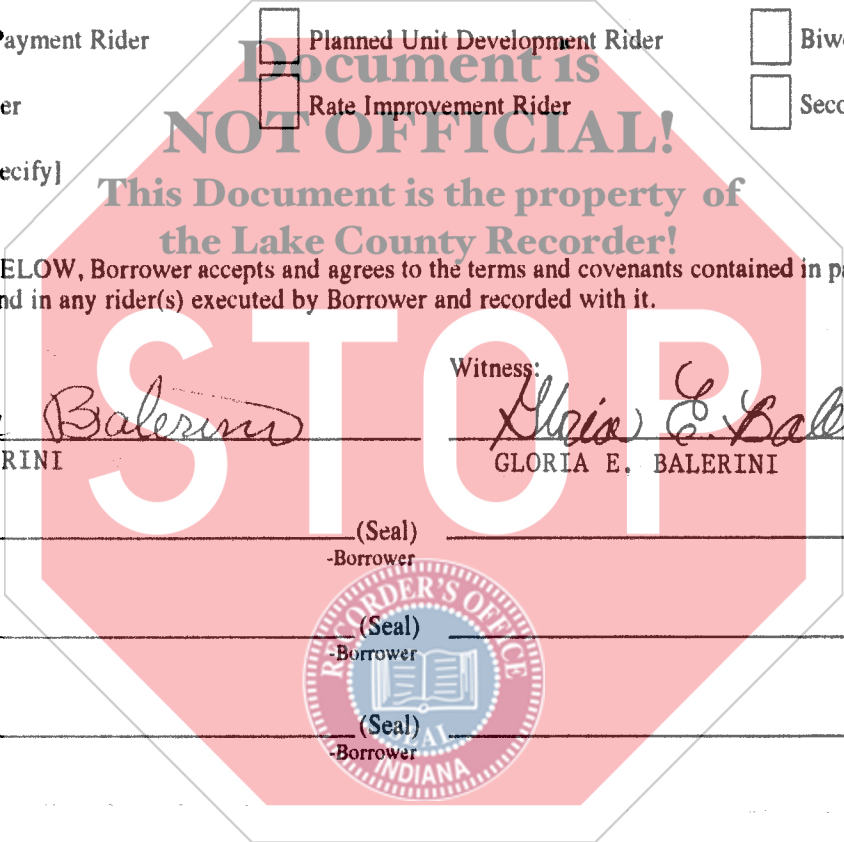 Payment Rider Planned Unit Development Rider Biwe
Document is
er Rate Improvement Rider Seco
NOT OFFICIAL!
ecify]
This Document is the property of
the Lake County Recorder!
ELOW, Borrower accepts and agrees to the terms and covenants contained in pa
nd in any rider(s) executed by Borrower and recorded with it.
STOP
Witness:
Balerini Gloria E. Bale
RINI GLORIA E. BALERINI
(Seal)
-Borrower
RECORDER'S OFFICE
(Seal)
-Borrower
(Seal)
SEAL
-Borrower
INDIANA